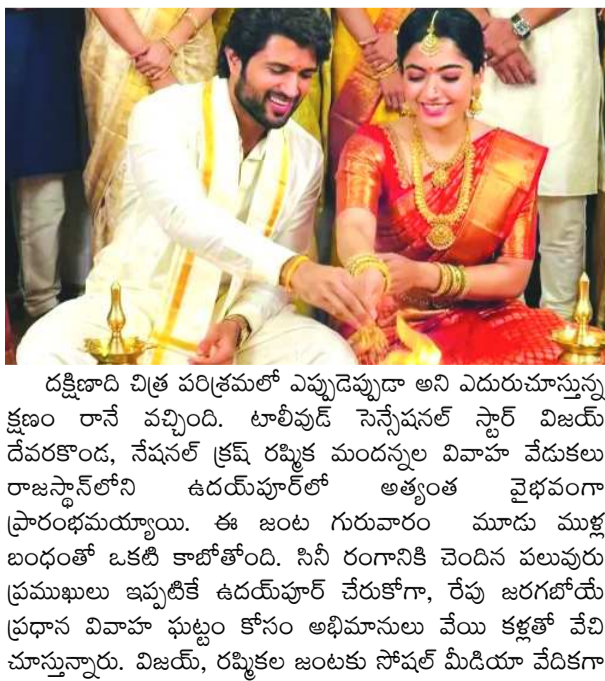 దక్షిణాది చిత్ర పరిశ్రమలో ఎప్పుడెప్పుడా అని ఎదురుచూస్తున్న
క్షణం రానే వచ్చింది. టాలీవుడ్ సెన్సేషనల్ స్టార్ విజయ్
దేవరకొండ, నేషనల్ క్రష్ రష్మిక మందన్నల వివాహ వేడుకలు
రాజస్థాన్‌లోని ఉదయ్‌పూర్‌లో అత్యంత వైభవంగా
ప్రారంభమయ్యాయి. ఈ జంట గురువారం మూడు ముళ్ల
బంధంతో ఒకటి కాబోతోంది. సినీ రంగానికి చెందిన పలువురు
ప్రముఖులు ఇప్పటికే ఉదయ్‌పూర్ చేరుకోగా, రేపు జరగబోయే
ప్రధాన వివాహ ఘట్టం కోసం అభిమానులు వేయి కళ్లతో వేచి
చూస్తున్నారు. విజయ్, రష్మికల జంటకు సోషల్ మీడియా వేదికగా